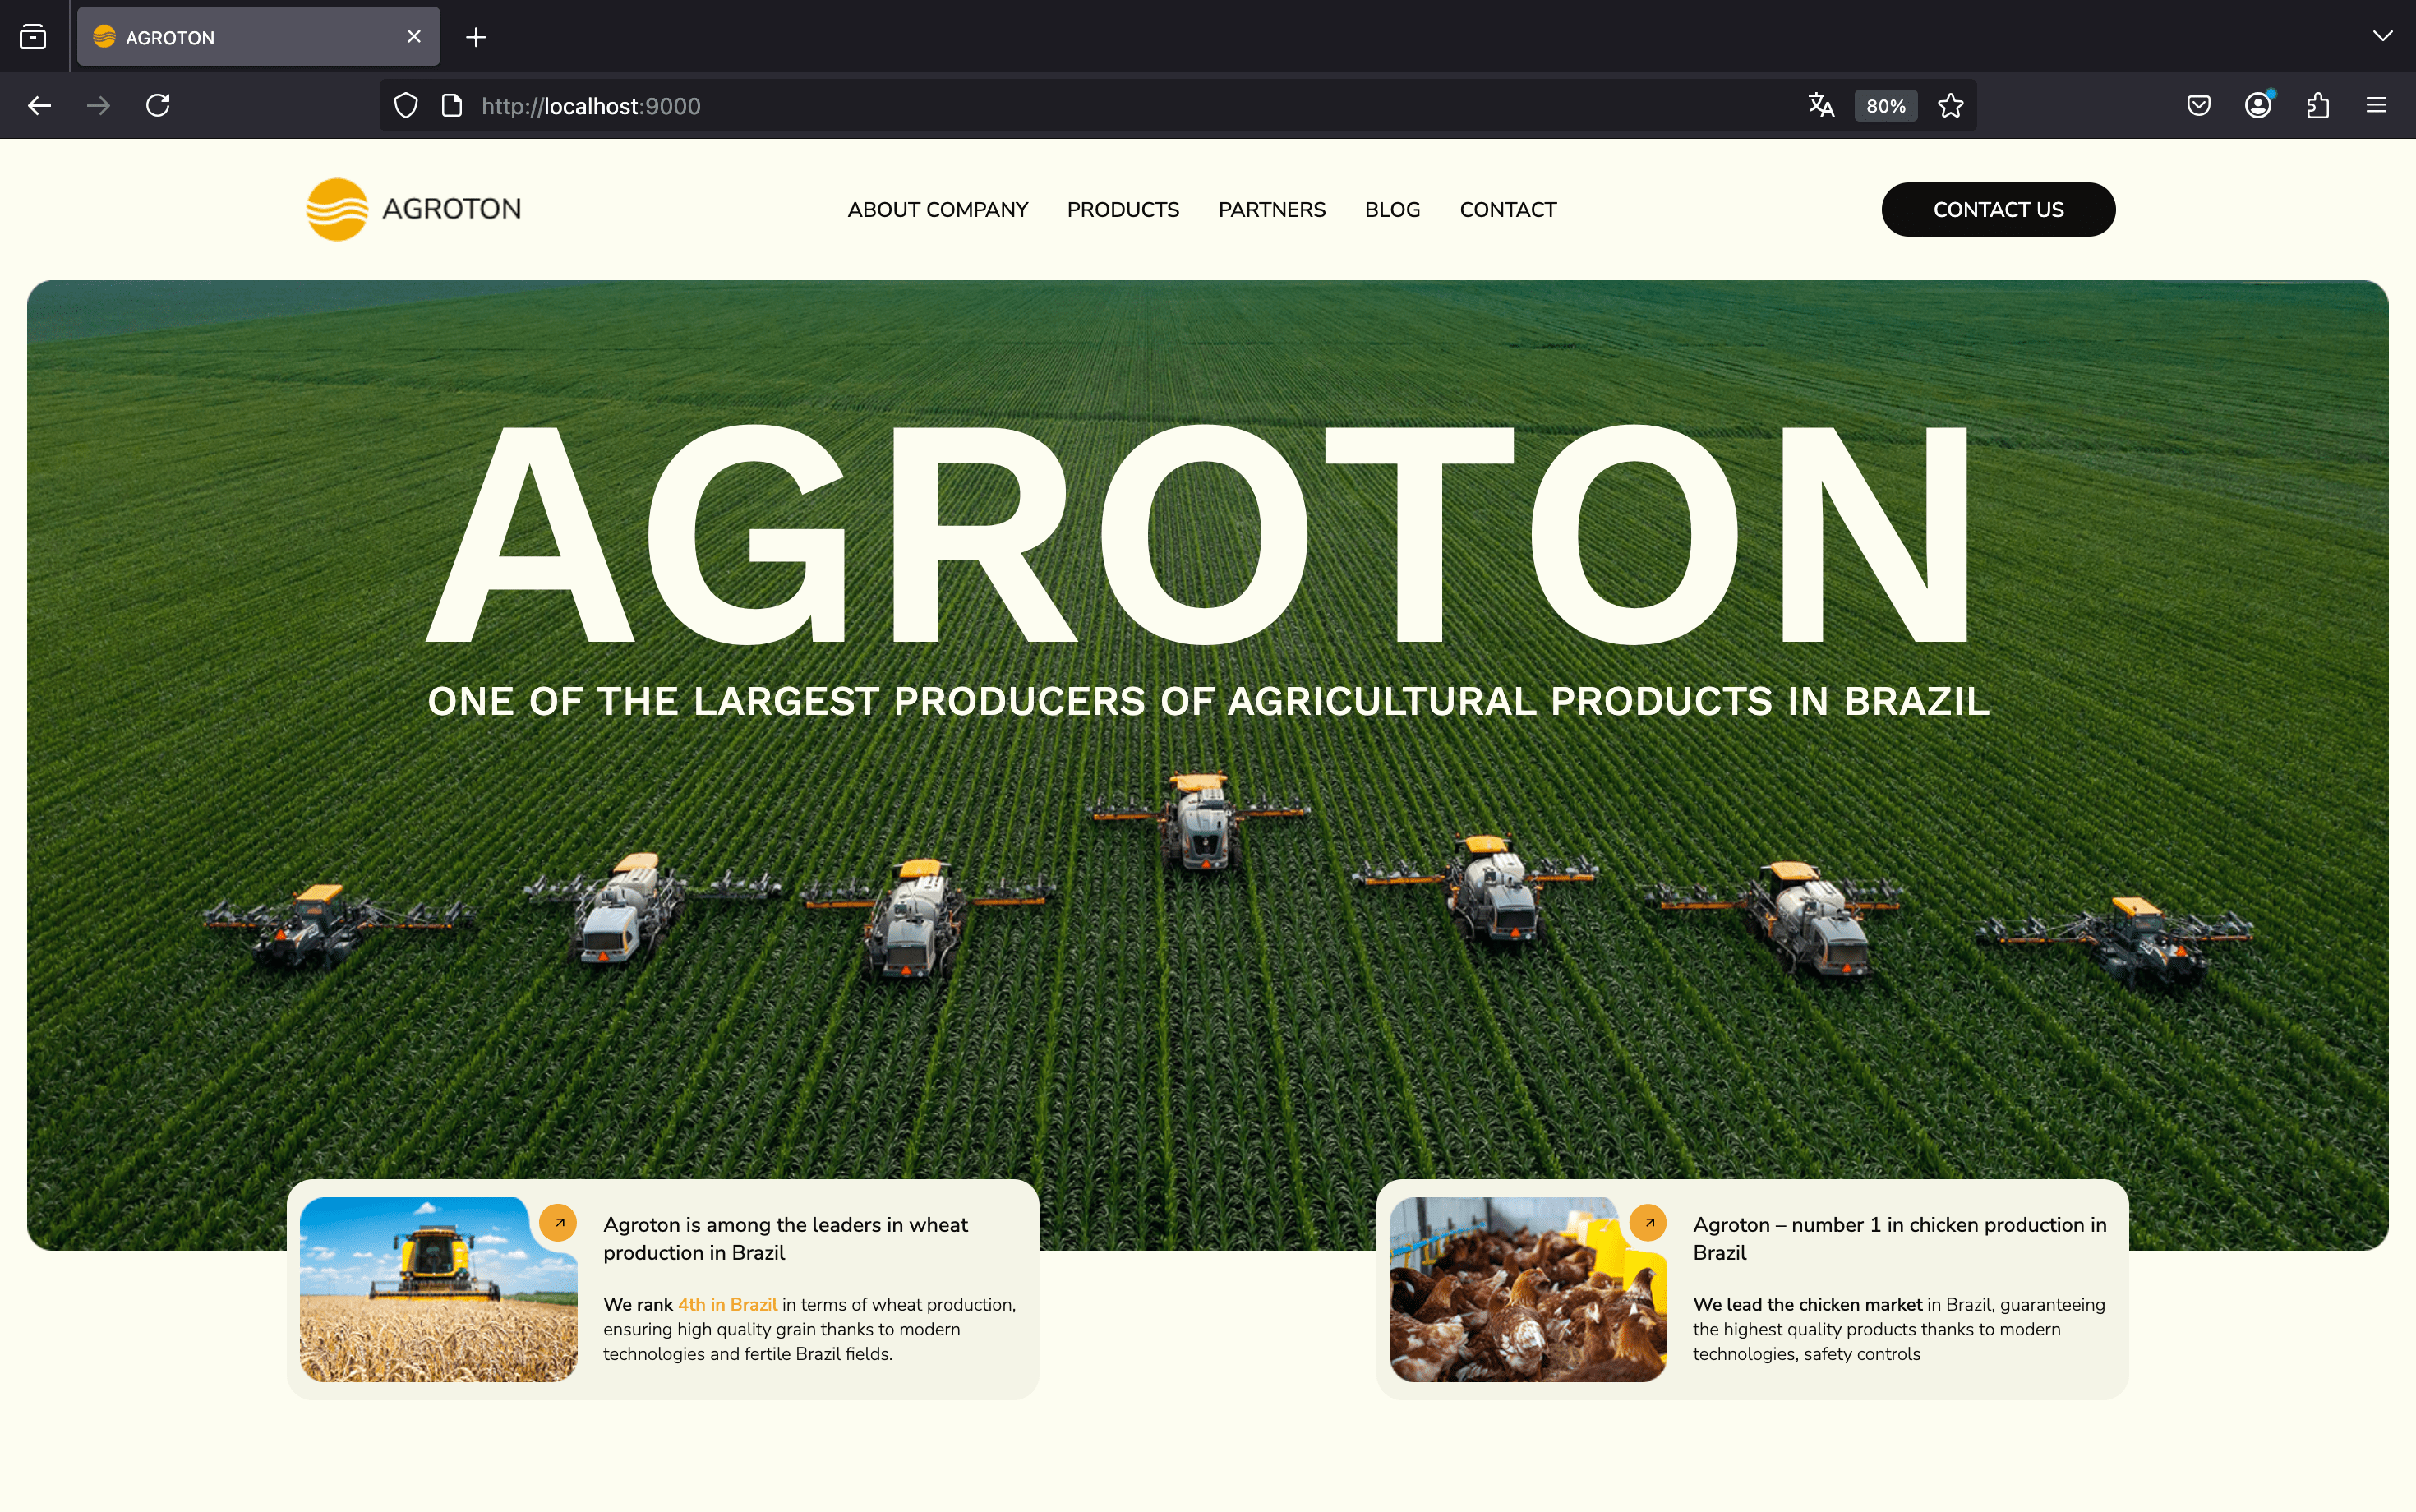 AGROTON
http://localhost:9000
80%
AGROTON
ABOUT COMPANY
PRODUCTS
PARTNERS
BLOG
CONTACT
CONTACT US
AGROTON
ONE OF THE LARGEST PRODUCERS OF AGRICULTURAL PRODUCTS IN BRAZIL
Agroton is among the leaders in wheat
production in Brazil
We rank 4th in Brazil in terms of wheat production,
ensuring high quality grain thanks to modern
technologies and fertile Brazil fields.
Agroton – number 1 in chicken production in
Brazil
We lead the chicken market in Brazil, guaranteeing
the highest quality products thanks to modern
technologies, safety controls